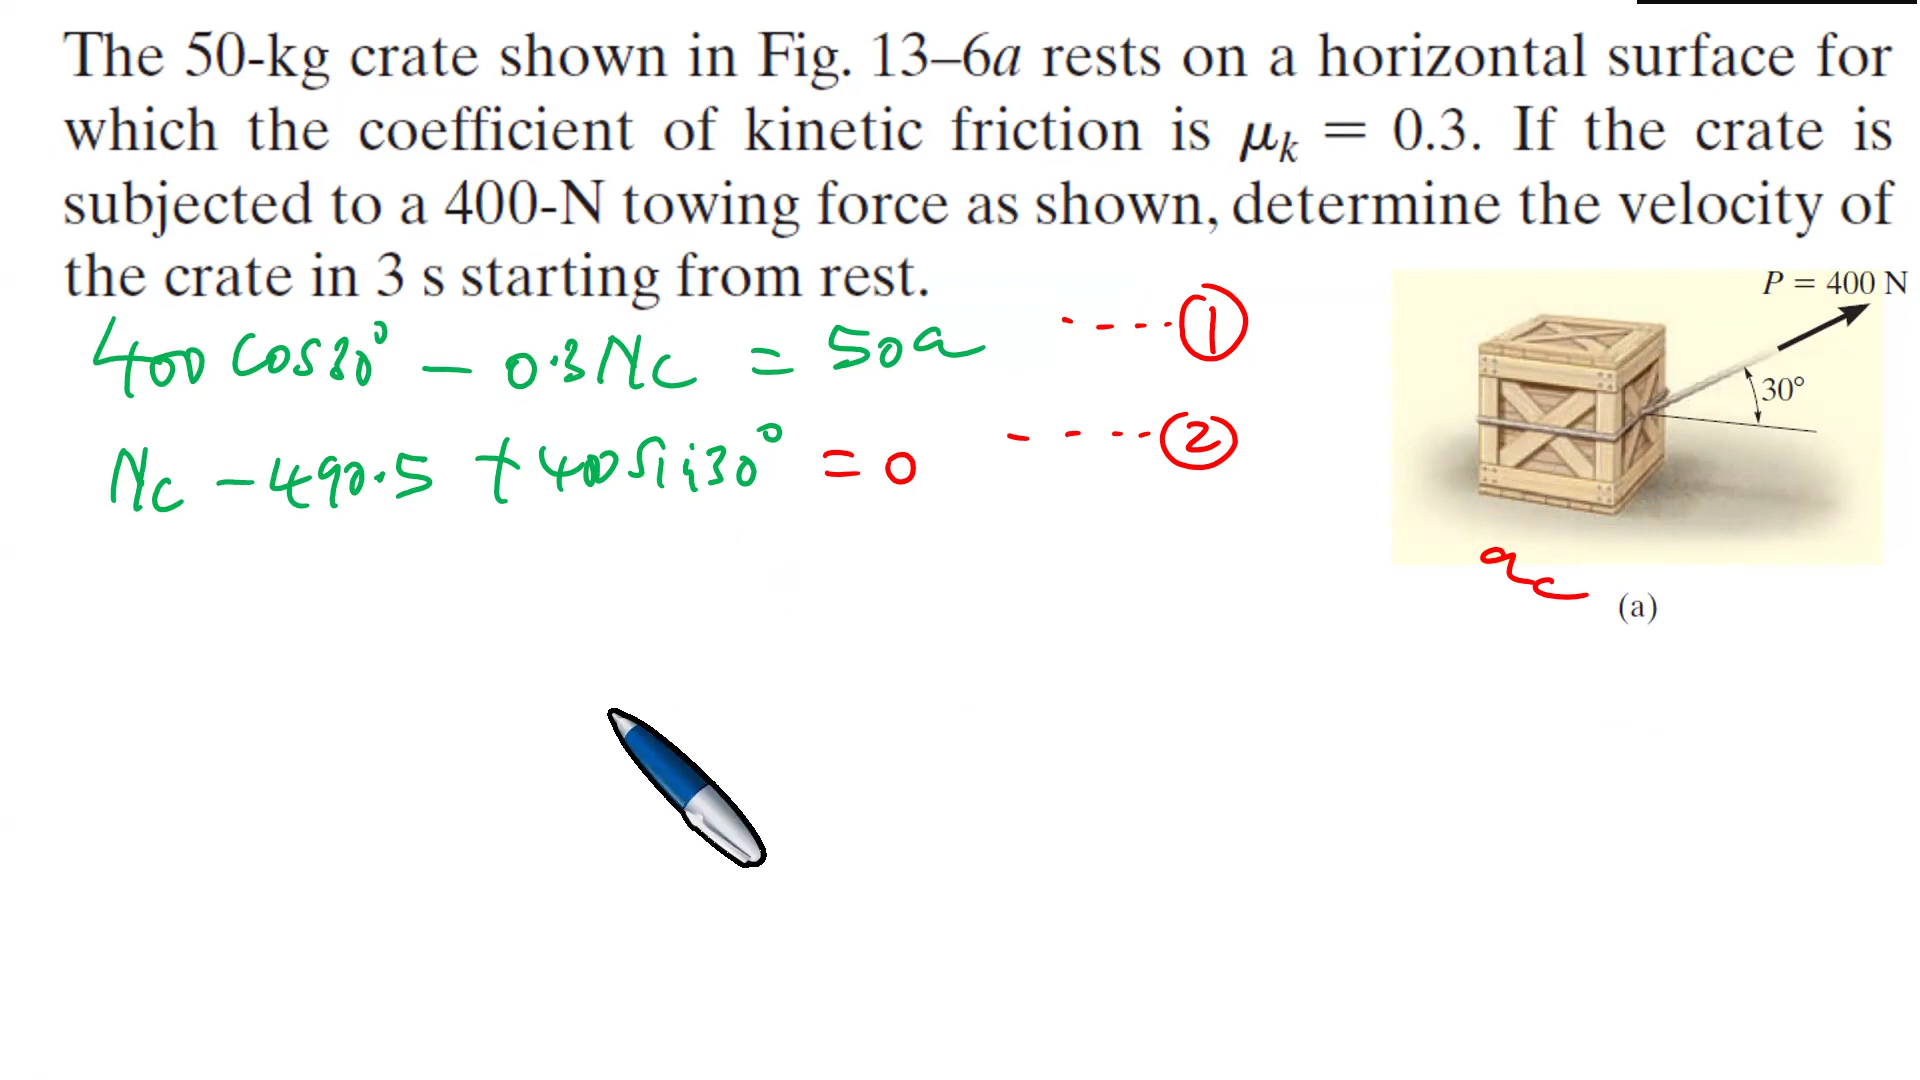 The 50-kg crate shown in Fig. 13–6a rests on a horizontal surface for
which the coefficient of kinetic friction is μk = 0.3. If the crate is
subjected to a 400-N towing force as shown, determine the velocity of
the crate in 3 s starting from rest.
P = 400 N
30°
400 cos30° − 0.3Nc = 50a ----①
Nc − 490.5 + 400 Sin30° = 0 ----②
ac
(a)